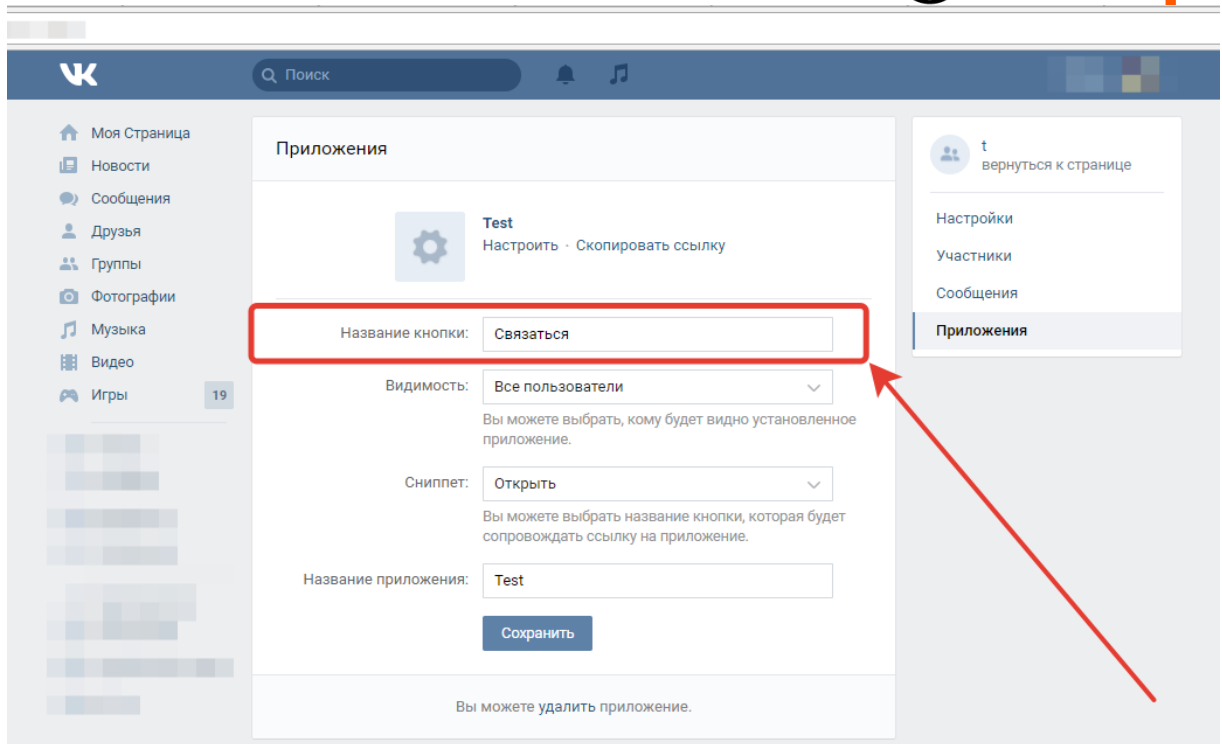 Поиск
Моя Страница
Новости
Сообщения
Друзья
Группы
Фотографии
Музыка
Видео
Игры 19
Приложения
Test
Настроить · Скопировать ссылку
Название кнопки: Связаться
Видимость: Все пользователи
Вы можете выбрать, кому будет видно установленное
приложение.
Сниппет: Открыть
Вы можете выбрать название кнопки, которая будет
сопровождать ссылку на приложение.
Название приложения: Test
Сохранить
Вы можете удалить приложение.
t
вернуться к странице
Настройки
Участники
Сообщения
Приложения